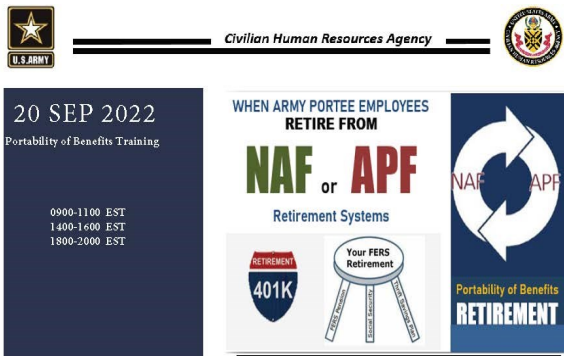 U.S.ARMY
Civilian Human Resources Agency
20 SEP 2022
Portability of Benefits Training
0900-1100 EST
1400-1600 EST
1800-2000 EST
WHEN ARMY PORTEE EMPLOYEES
RETIRE FROM
NAF or APF
Retirement Systems
RETIREMENT
401K
Your FERS
Retirement
FERS Pension
Social Security
Thrift Savings Plan
NAF
APF
Portability of Benefits
RETIREMENT